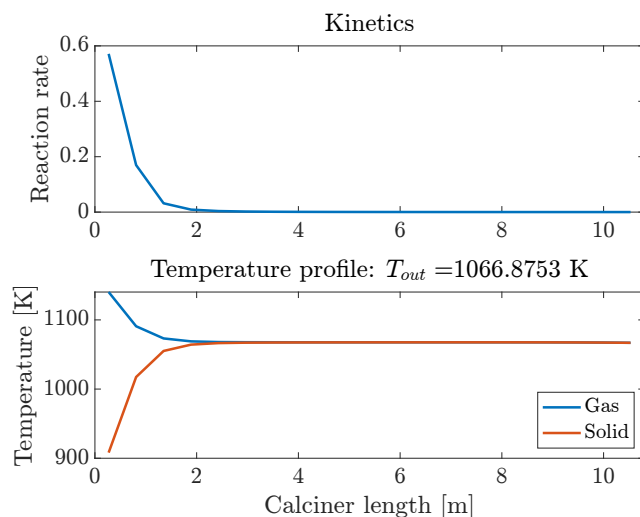 Kinetics
0.6
0.4
0.2
0
Reaction rate
0 2 4 6 8 10
Temperature profile: T_out =1066.8753 K
1100
1000
900
Temperature [K]
Gas
Solid
0 2 4 6 8 10
Calciner length [m]